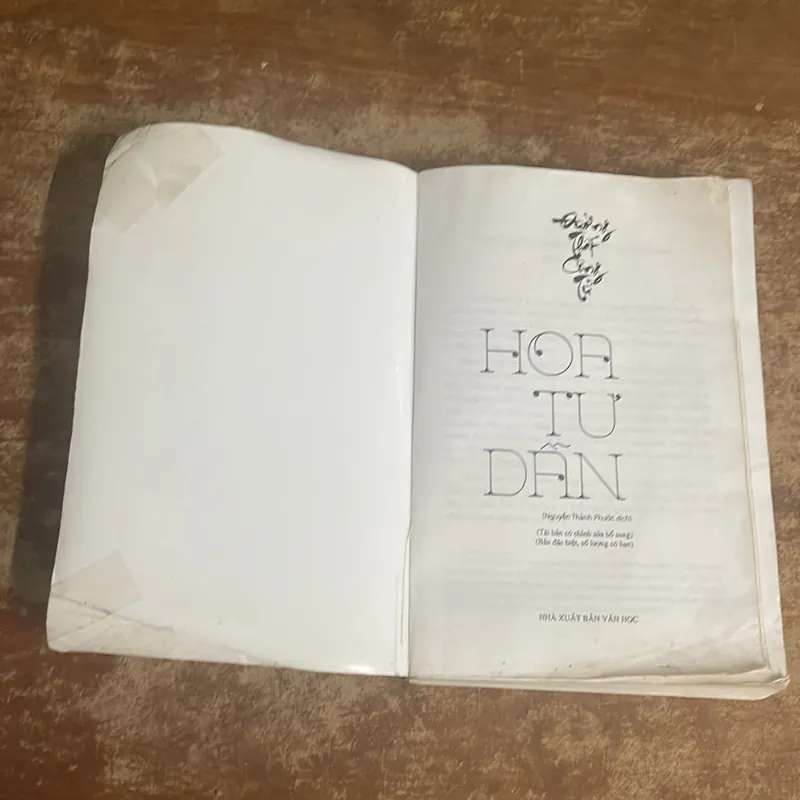 Đường
Thất
Công
Tử
HOA
TƯ
DẪN
(Nguyễn Thành Phước dịch)
(Tái bản có chỉnh sửa bổ sung)
(Bản đặc biệt, số lượng có hạn)
NHÀ XUẤT BẢN VĂN HỌC